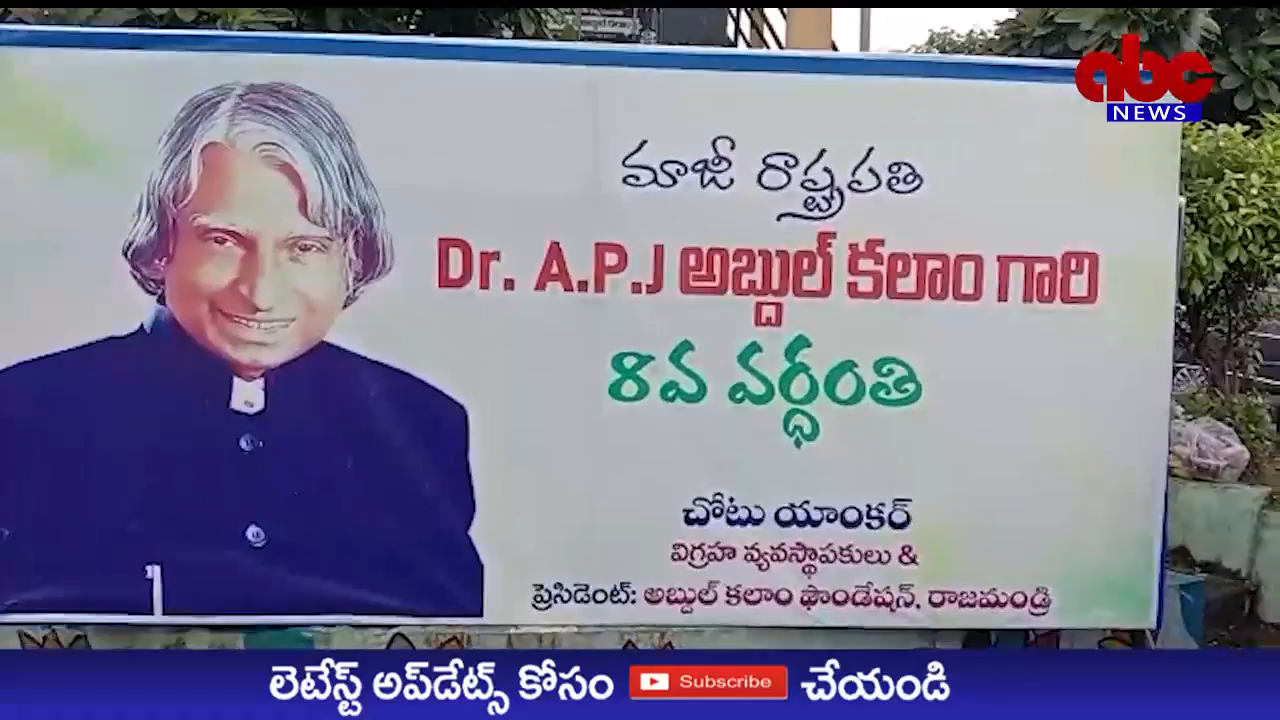 abc
NEWS
మాజీ రాష్ట్రపతి
Dr. A.P.J అబ్దుల్ కలాం గారి
8వ వర్ధంతి
చోటు యాంకర్
విగ్రహ వ్యవస్థాపకులు &
ప్రెసిడెంట్: అబ్దుల్ కలాం ఫౌండేషన్, రాజమండ్రి
లెటేస్ట్ అప్‌డేట్స్ కోసం Subscribe చేయండి